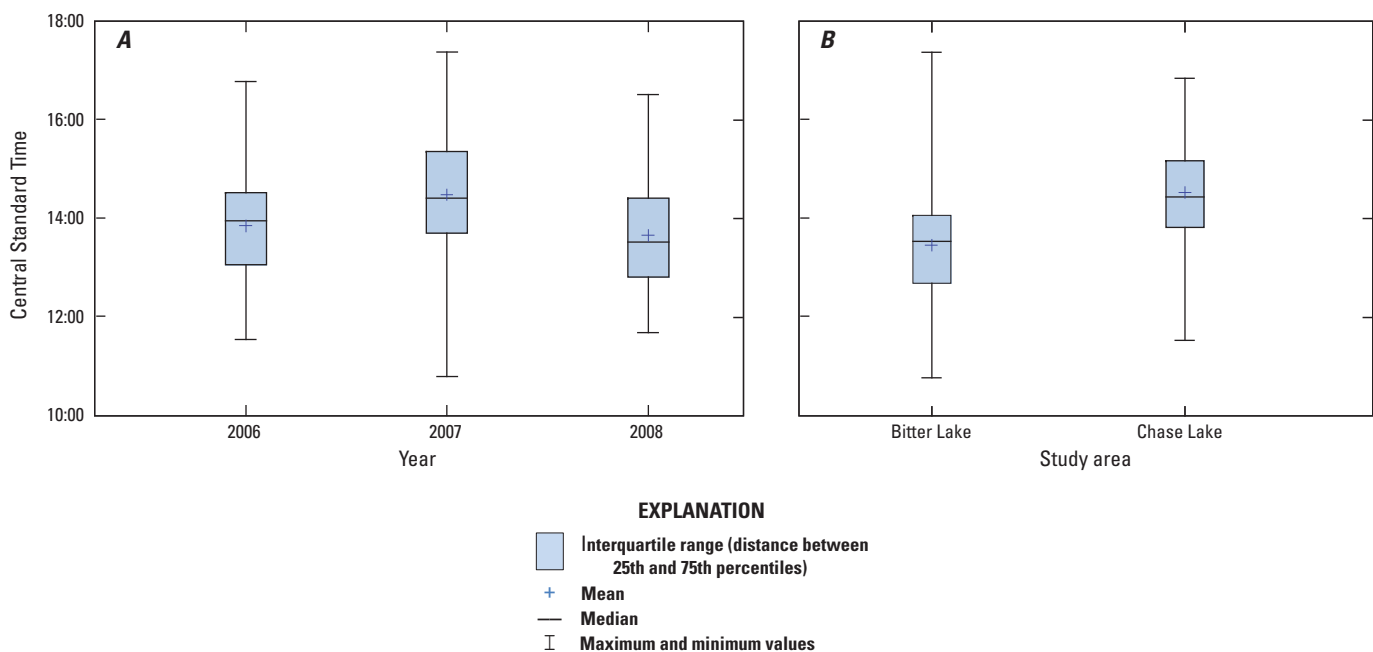 A
B
18:00
16:00
14:00
12:00
10:00
Central Standard Time
2006 2007 2008
Year
Bitter Lake Chase Lake
Study area
EXPLANATION
Interquartile range (distance between
25th and 75th percentiles)
Mean
Median
Maximum and minimum values